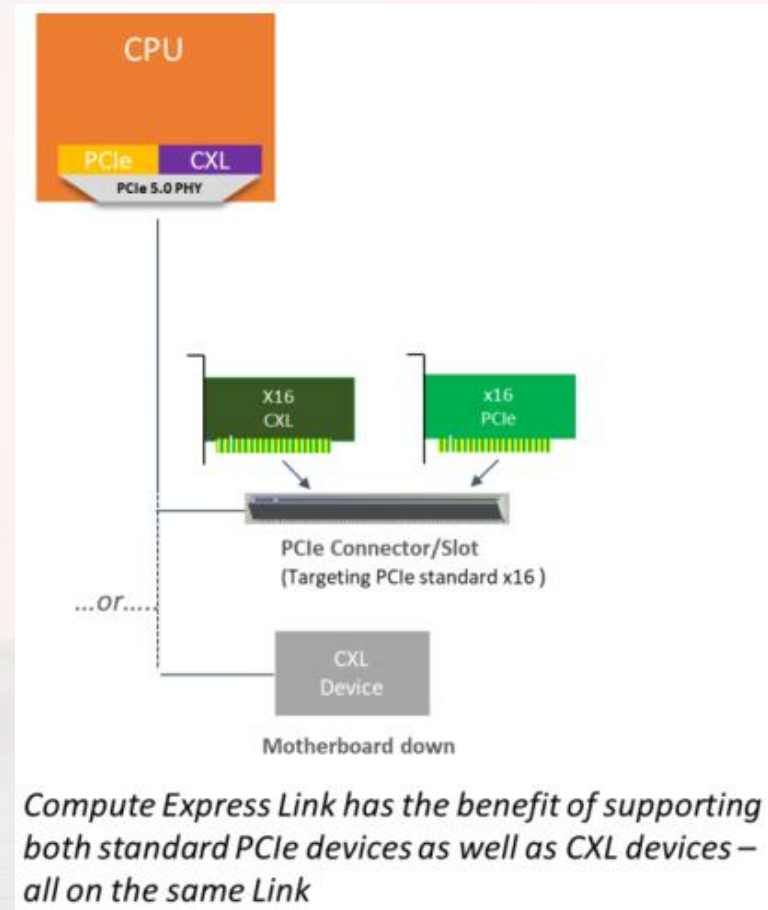 CPU
PCIe
CXL
PCIe 5.0 PHY
X16
CXL
x16
PCIe
PCIe Connector/Slot
(Targeting PCIe standard x16 )
...or.....
CXL
Device
Motherboard down
Compute Express Link has the benefit of supporting
both standard PCIe devices as well as CXL devices –
all on the same Link